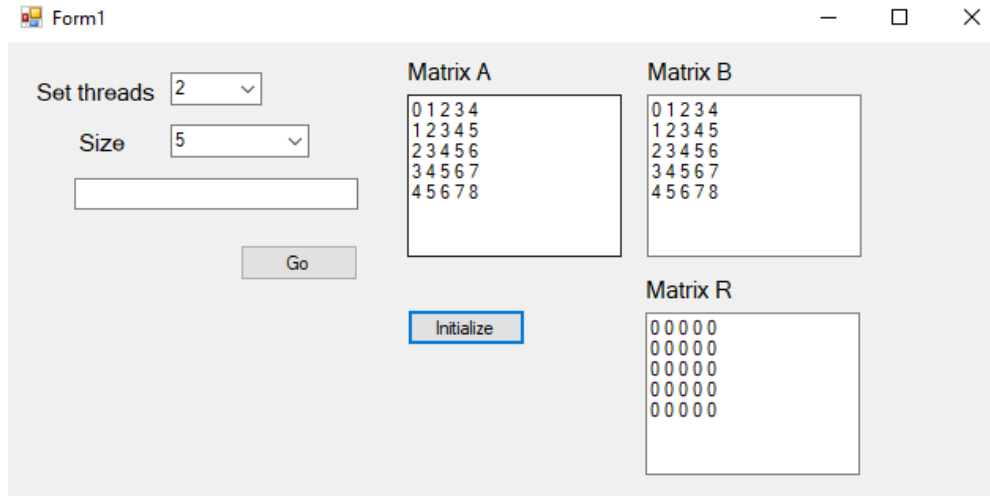 Form1
Set threads 2
Size 5
Go
Matrix A
0 1 2 3 4
1 2 3 4 5
2 3 4 5 6
3 4 5 6 7
4 5 6 7 8
Initialize
Matrix B
0 1 2 3 4
1 2 3 4 5
2 3 4 5 6
3 4 5 6 7
4 5 6 7 8
Matrix R
0 0 0 0 0
0 0 0 0 0
0 0 0 0 0
0 0 0 0 0
0 0 0 0 0